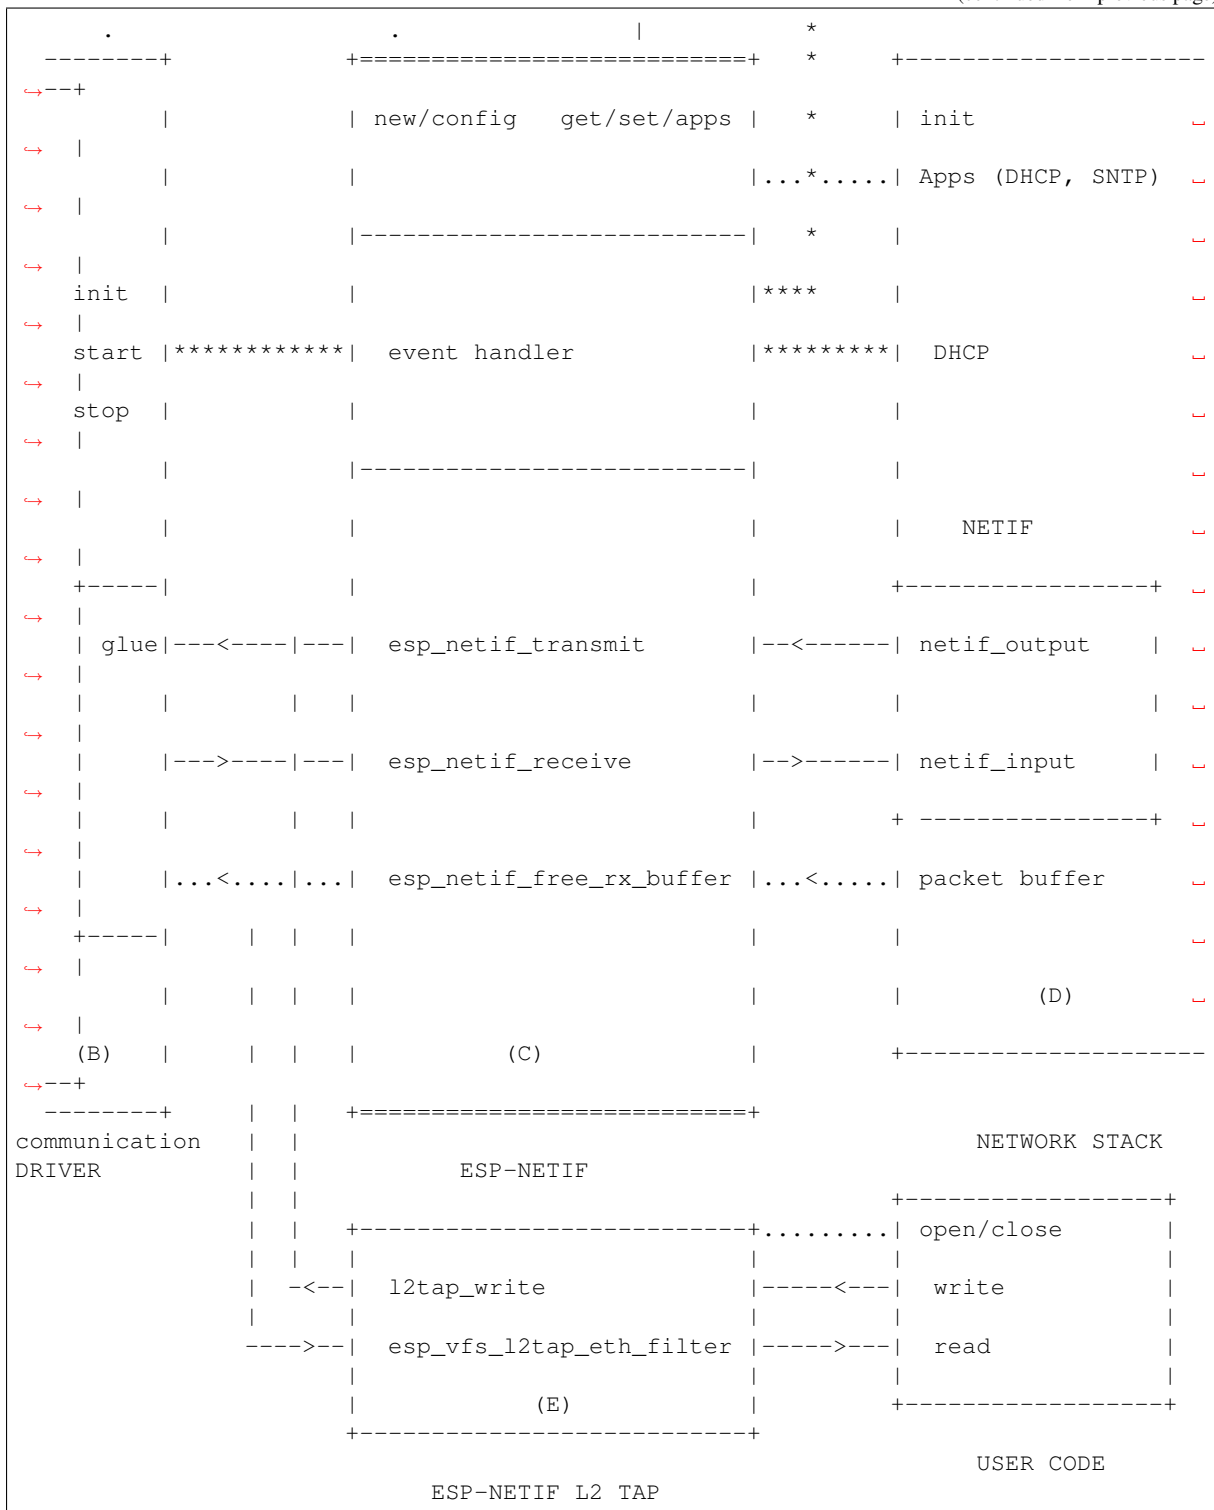 .                   .                 |           *
  --------+            +===========================+   *     +---------------------
↪--+
          |            | new/config   get/set/apps |   *     | init               ␣
↪   |
          |            |                           |...*.....| Apps (DHCP, SNTP)  ␣
↪   |
          |            |---------------------------|   *     |                    ␣
↪   |
    init  |            |                           |****     |                    ␣
↪   |
    start |************|  event handler            |*********|  DHCP              ␣
↪   |
    stop  |            |                           |         |                    ␣
↪   |
          |            |---------------------------|         |                    ␣
↪   |
          |            |                           |         |    NETIF           ␣
↪   |
    +-----|            |                           |         +-----------------+  ␣
↪   |
    | glue|---<----|---|  esp_netif_transmit       |--<------| netif_output    |  ␣
↪   |
    |     |        |   |                           |         |                 |  ␣
↪   |
    |     |--->----|---|  esp_netif_receive        |-->------| netif_input     |  ␣
↪   |
    |     |        |   |                           |         + ----------------+  ␣
↪   |
    |     |...<....|...|  esp_netif_free_rx_buffer |...<.....| packet buffer      ␣
↪   |
    +-----|     |  |   |                           |         |                    ␣
↪   |
          |     |  |   |                           |         |         (D)        ␣
↪   |
    (B)   |     |  |   |          (C)              |         +---------------------
↪--+
  --------+     |  |   +===========================+
communication   |  |                                               NETWORK STACK
DRIVER          |  |           ESP-NETIF
                |  |                                         +------------------+
                |  |   +---------------------------+.........| open/close       |
                |  |   |                           |         |                  |
                |  -<--|  l2tap_write              |-----<---|  write           |
                |      |                           |         |                  |
                ---->--|  esp_vfs_l2tap_eth_filter |----->---|  read            |
                       |                           |         |                  |
                       |            (E)            |         +------------------+
                       +---------------------------+
                                                                   USER CODE
                             ESP-NETIF L2 TAP